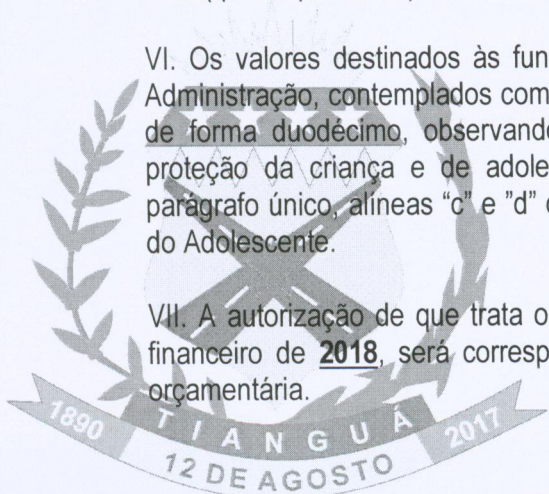 VI. Os valores destinados às fun
Administração, contemplados com
de forma duodécimo, observando
proteção da criança e de adole
parágrafo único, alíneas “c” e ”d”
do Adolescente.
VII. A autorização de que trata o
financeiro de 2018, será corresp
orçamentária.
1890 TIANGUÁ 2017
12 DE AGOSTO